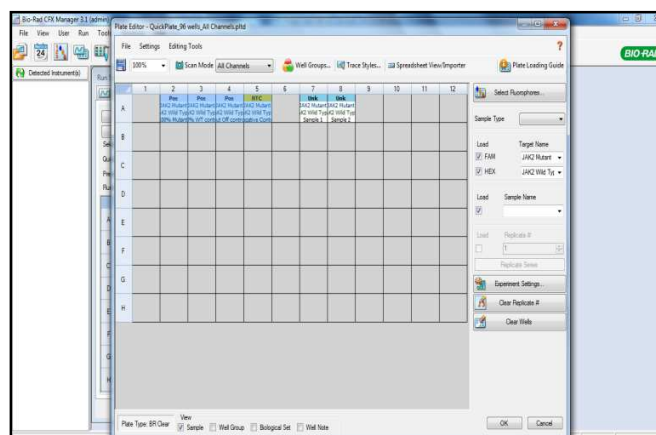 Bio-Rad CFX Manager 3.1 (admin)
Plate Editor - QuickPlate_96 wells_All Channels.pltd
File View User Run Tools
BIO-RAD
File Settings Editing Tools
?
100% Scan Mode All Channels Well Groups... Trace Styles... Spreadsheet View/Importer Plate Loading Guide
Detected Instrument(s)
1 2 3 4 5 6 7 8 9 10 11 12
Pos Pos Pos NTC Unk Unk
JAK2 Mutant JAK2 Mutant JAK2 Mutant JAK2 Mutant JAK2 Mutant JAK2 Mutant
Sample 1 Sample 2
A
B
C
D
E
F
G
H
Select Fluorophores...
Sample Type
Load Target Name
FAM JAK2 Mutant
HEX JAK2 Wild Typ
Load Sample Name
Load Replicate #
1
Replicate Series
Experiment Settings...
Clear Replicate #
Clear Wells
Plate Type: BR Clear
View
Sample Well Group Biological Set Well Note
OK Cancel